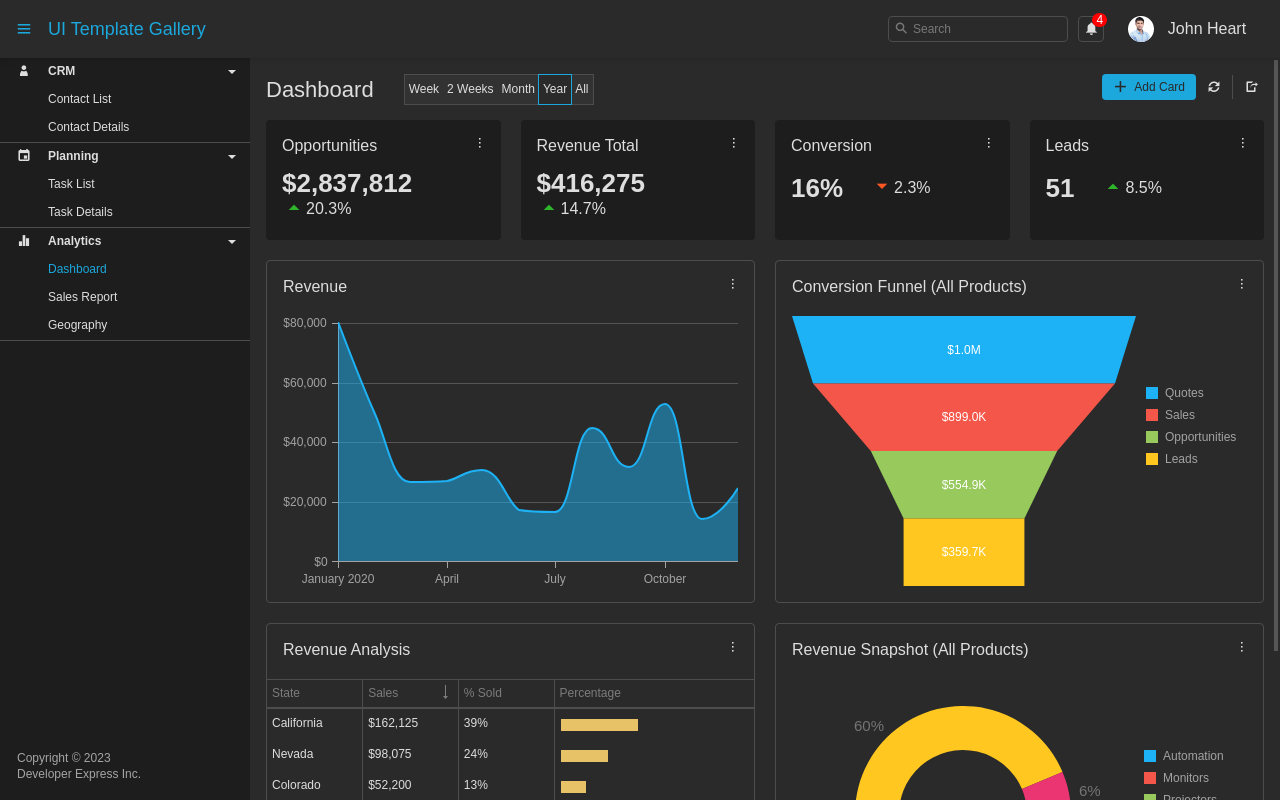 UI Template Gallery
Search
4
John Heart
CRM
Contact List
Contact Details
Planning
Task List
Task Details
Analytics
Dashboard
Sales Report
Geography
Copyright © 2023
Developer Express Inc.
Dashboard
Week 2 Weeks Month Year All
Add Card
Opportunities
$2,837,812
20.3%
Revenue Total
$416,275
14.7%
Conversion
16% 2.3%
Leads
51 8.5%
Revenue
$80,000
$60,000
$40,000
$20,000
$0
January 2020 April July October
Conversion Funnel (All Products)
$1.0M
$899.0K
$554.9K
$359.7K
Quotes
Sales
Opportunities
Leads
Revenue Analysis
State Sales % Sold Percentage
California $162,125 39%
Nevada $98,075 24%
Colorado $52,200 13%
Revenue Snapshot (All Products)
60%
6%
Automation
Monitors
Projectors